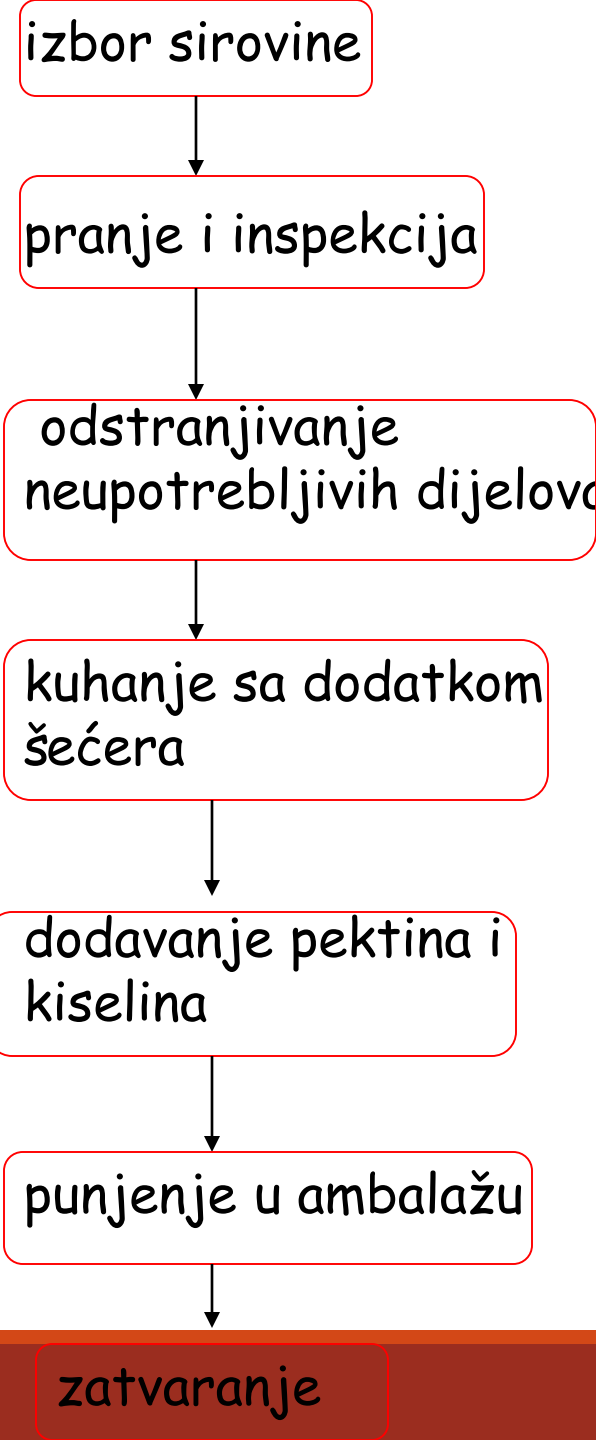 izbor sirovine
pranje i inspekcija
odstranjivanje
neupotrebljivih dijelova
kuhanje sa dodatkom
šećera
dodavanje pektina i
kiselina
punjenje u ambalažu
zatvaranje